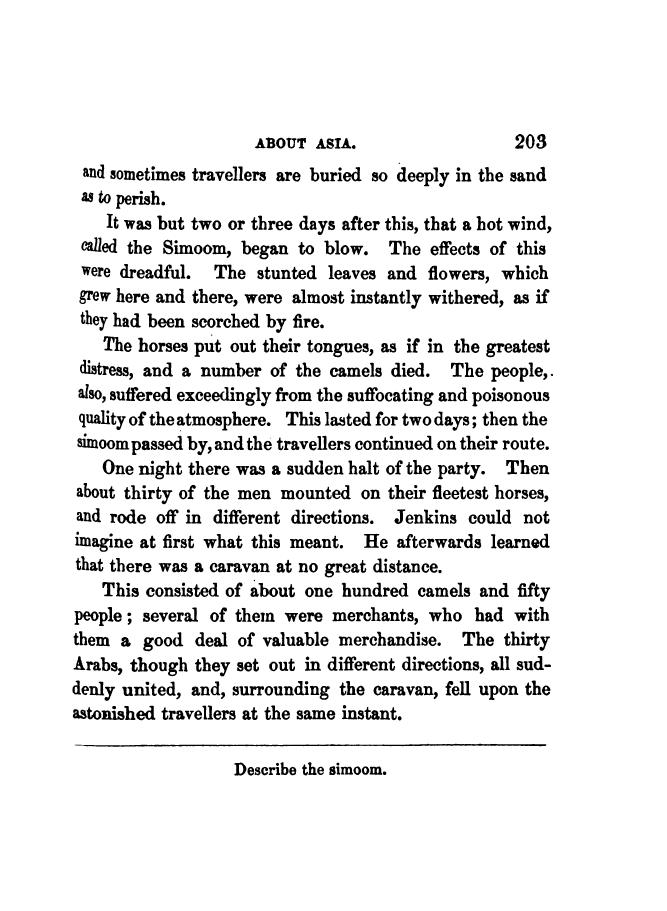 ABOUT ASIA. 203
and sometimes travellers are buried so deeply in the sand
as to perish.
It was but two or three days after this, that a hot wind,
called the Simoom, began to blow. The effects of this
were dreadful. The stunted leaves and flowers, which
grew here and there, were almost instantly withered, as if
they had been scorched by fire.
The horses put out their tongues, as if in the greatest
distress, and a number of the camels died. The people,
also, suffered exceedingly from the suffocating and poisonous
quality of the atmosphere. This lasted for two days; then the
simoom passed by, and the travellers continued on their route.
One night there was a sudden halt of the party. Then
about thirty of the men mounted on their fleetest horses,
and rode off in different directions. Jenkins could not
imagine at first what this meant. He afterwards learned
that there was a caravan at no great distance.
This consisted of about one hundred camels and fifty
people; several of them were merchants, who had with
them a good deal of valuable merchandise. The thirty
Arabs, though they set out in different directions, all sud-
denly united, and, surrounding the caravan, fell upon the
astonished travellers at the same instant.
Describe the simoom.